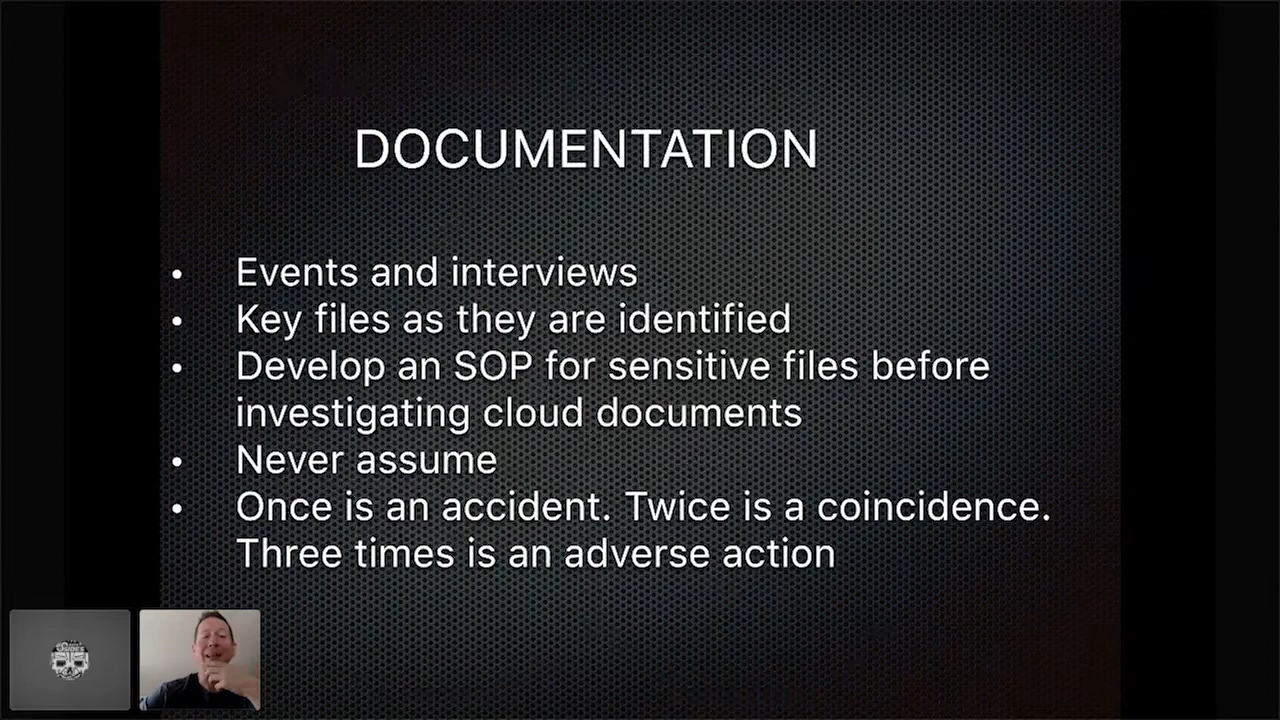 DOCUMENTATION
• Events and interviews
• Key files as they are identified
• Develop an SOP for sensitive files before
investigating cloud documents
• Never assume
• Once is an accident. Twice is a coincidence.
Three times is an adverse action
SIDES